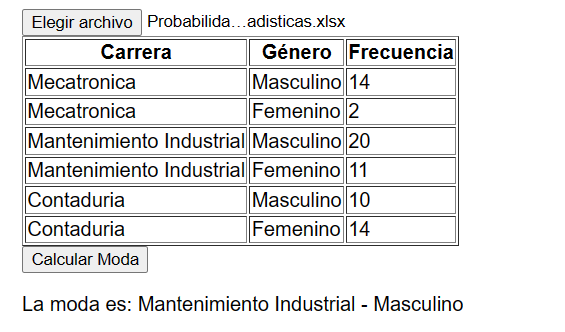 Elegir archivo Probabilida…adisticas.xlsx
Carrera Género Frecuencia
Mecatronica Masculino 14
Mecatronica Femenino 2
Mantenimiento Industrial Masculino 20
Mantenimiento Industrial Femenino 11
Contaduria Masculino 10
Contaduria Femenino 14
Calcular Moda
La moda es: Mantenimiento Industrial - Masculino